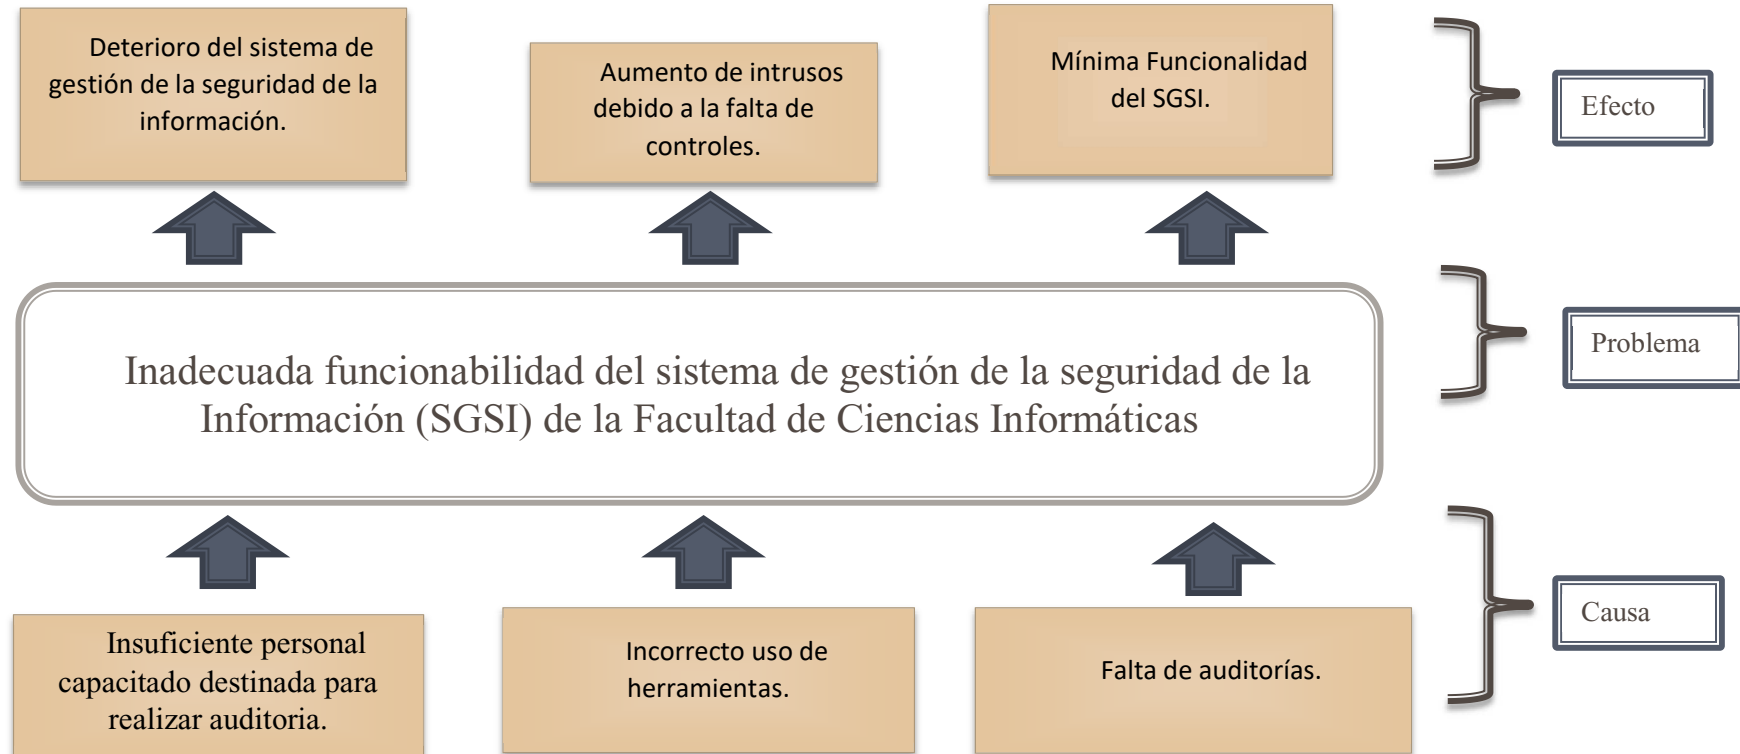 Deterioro del sistema de
gestión de la seguridad de la
información.
Aumento de intrusos
debido a la falta de
controles.
Mínima Funcionalidad
del SGSI.
Efecto
Inadecuada funcionabilidad del sistema de gestión de la seguridad de la
Información (SGSI) de la Facultad de Ciencias Informáticas
Problema
Insuficiente personal
capacitado destinada para
realizar auditoria.
Incorrecto uso de
herramientas.
Falta de auditorías.
Causa